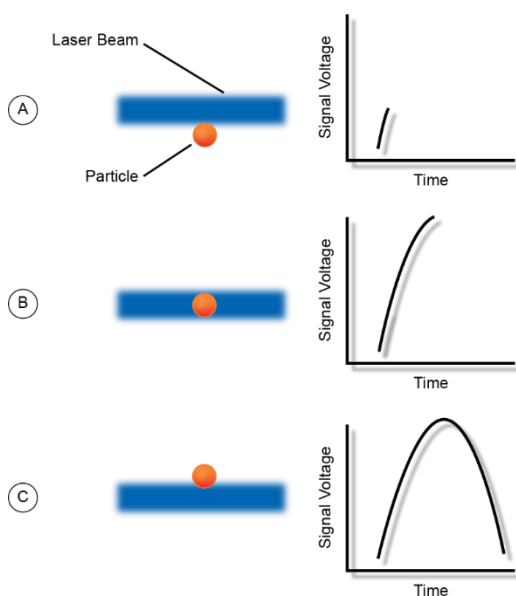 Laser Beam
Particle
A
Signal Voltage
Time
B
Signal Voltage
Time
C
Signal Voltage
Time